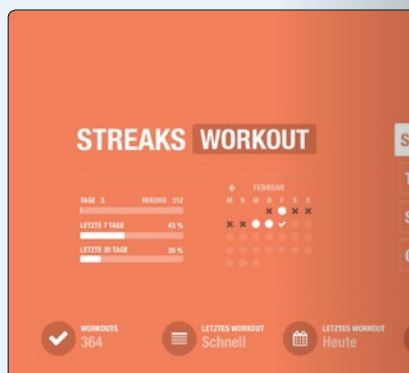 STREAKS WORKOUT
TAGE 3 REKORD 312
LETZTE 7 TAGE 43 %
LETZTE 30 TAGE 30 %
FEBRUAR
M D M D F S S
WORKOUTS
364
LETZTES WORKOUT
Schnell
LETZTES WORKOUT
Heute